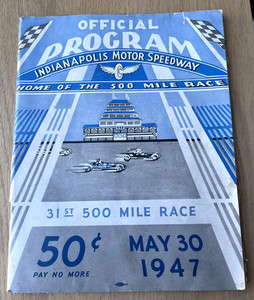 OFFICIAL
PROGRAM
INDIANAPOLIS MOTOR SPEEDWAY
HOME OF THE 500 MILE RACE
31ST 500 MILE RACE
50¢ MAY 30
PAY NO MORE 1947